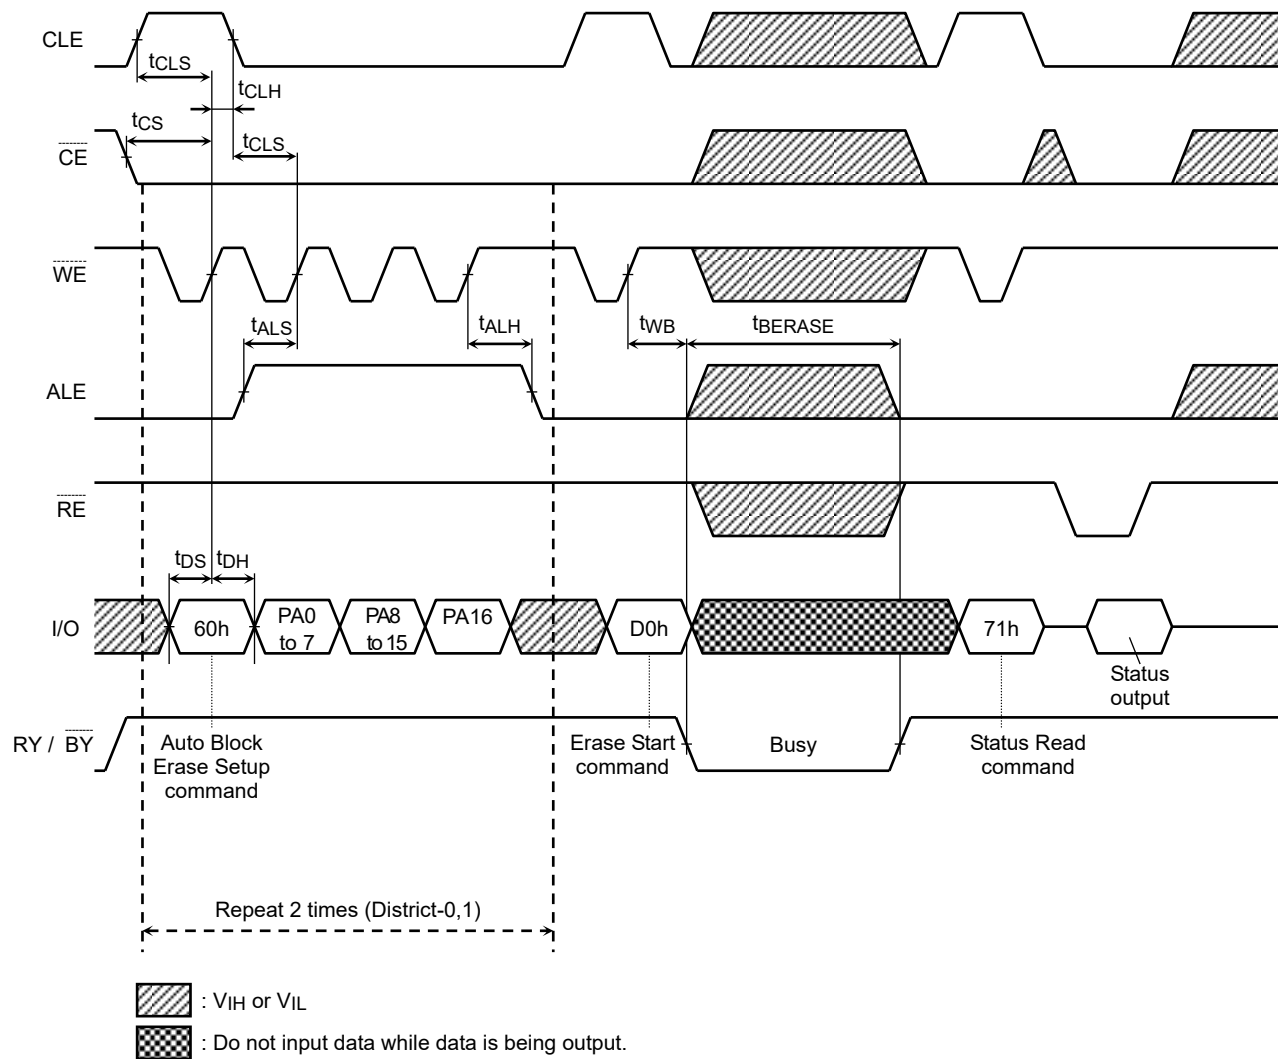 CLE
tCLS
tCLH
tCS
tCLS
CE
WE
tALS
tALH
tWB
tBERASE
ALE
RE
tDS
tDH
I/O
60h
PA0
to 7
PA8
to 15
PA16
D0h
71h
Status
output
RY / BY
Auto Block
Erase Setup
command
Erase Start
command
Busy
Status Read
command
Repeat 2 times (District-0,1)
: VIH or VIL
: Do not input data while data is being output.